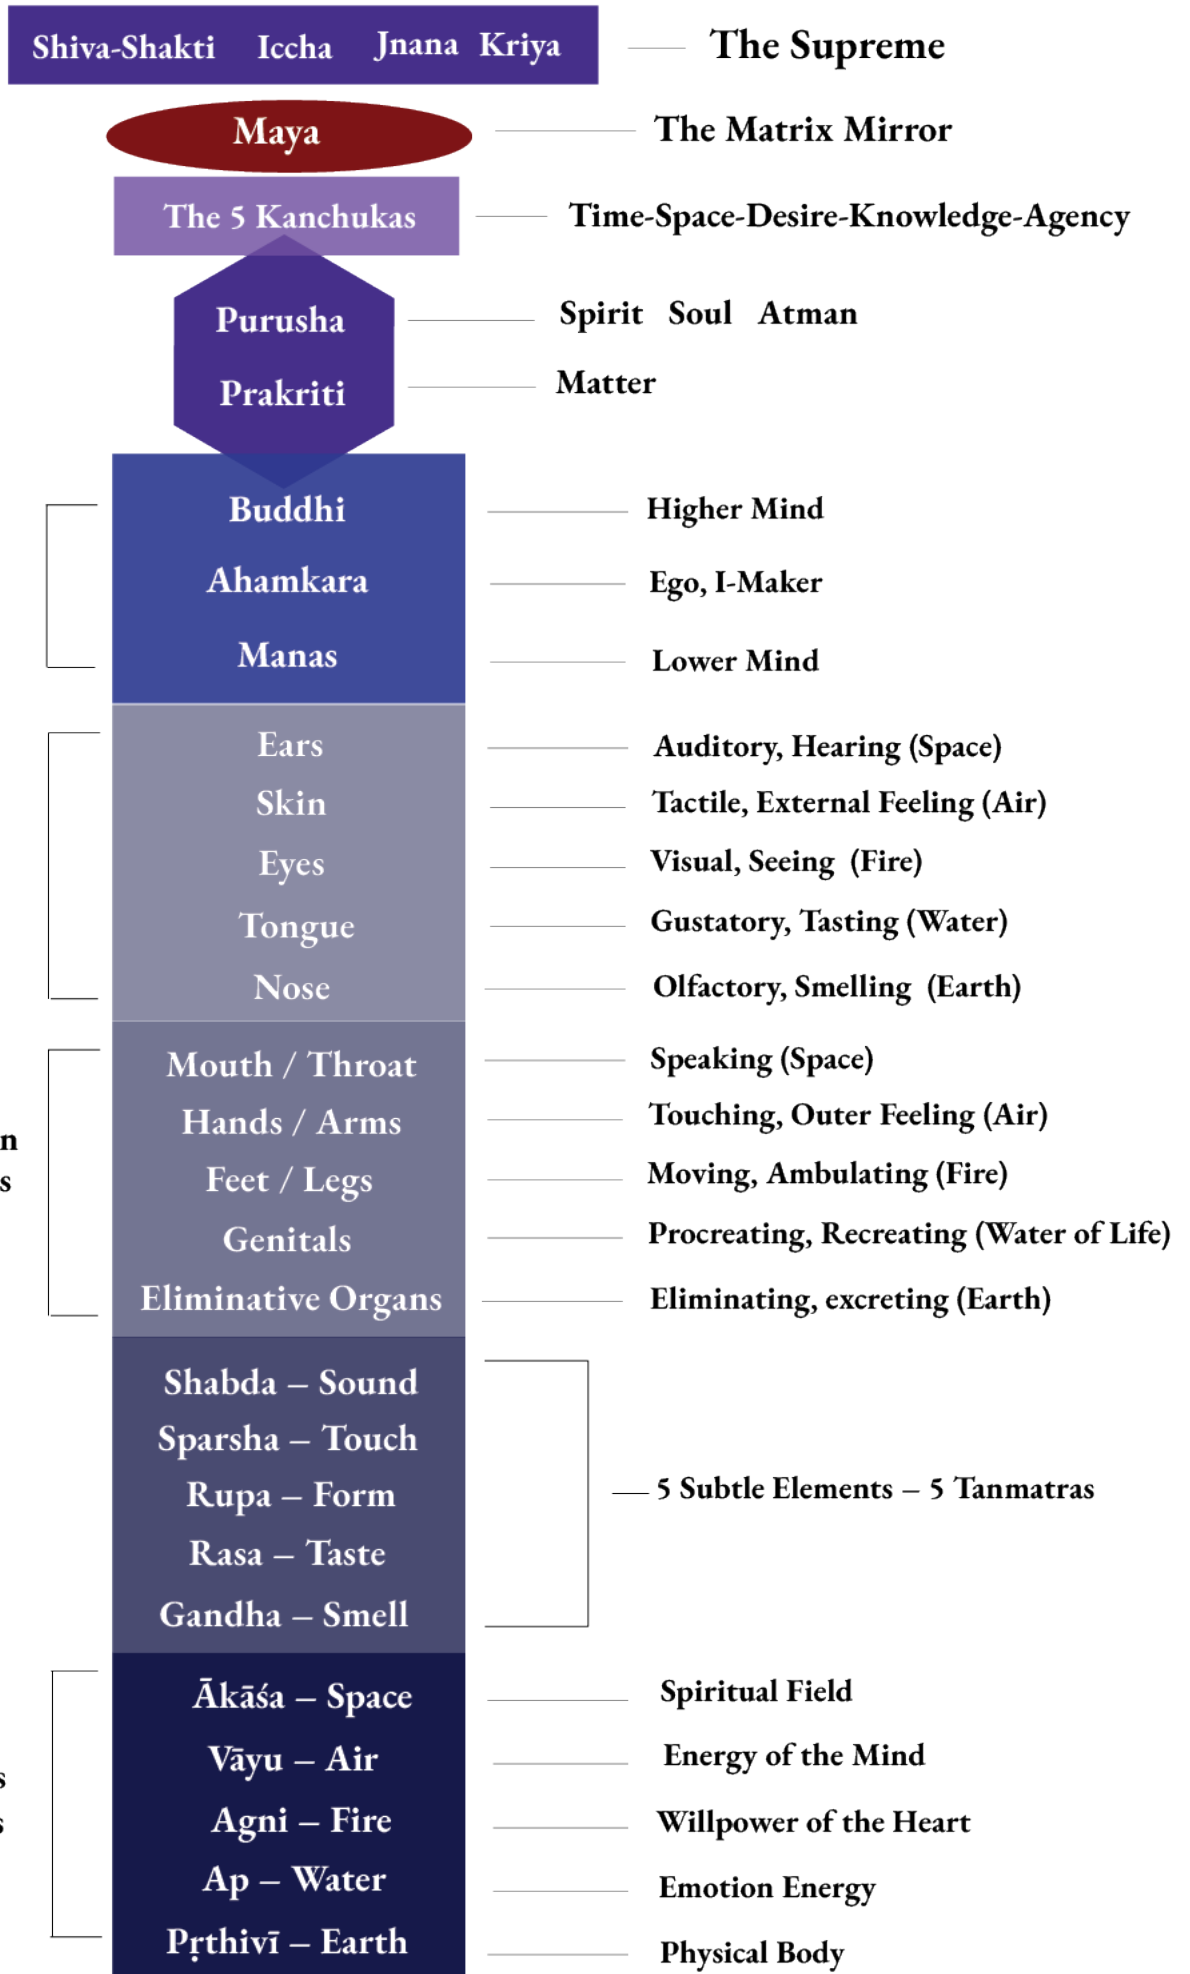 Shiva-Shakti Iccha Jnana Kriya The Supreme
Maya The Matrix Mirror
The 5 Kanchukas Time-Space-Desire-Knowledge-Agency
Purusha Spirit Soul Atman
Prakriti Matter
Buddhi Higher Mind
Ahamkara Ego, I-Maker
Manas Lower Mind
Ears Auditory, Hearing (Space)
Skin Tactile, External Feeling (Air)
Eyes Visual, Seeing (Fire)
Tongue Gustatory, Tasting (Water)
Nose Olfactory, Smelling (Earth)
Mouth / Throat Speaking (Space)
Hands / Arms Touching, Outer Feeling (Air)
Feet / Legs Moving, Ambulating (Fire)
Genitals Procreating, Recreating (Water of Life)
Eliminative Organs Eliminating, excreting (Earth)
Shabda – Sound
Sparsha – Touch
Rupa – Form 5 Subtle Elements – 5 Tanmatras
Rasa – Taste
Gandha – Smell
Ākāśa – Space Spiritual Field
Vāyu – Air Energy of the Mind
Agni – Fire Willpower of the Heart
Ap – Water Emotion Energy
Pṛthivī – Earth Physical Body